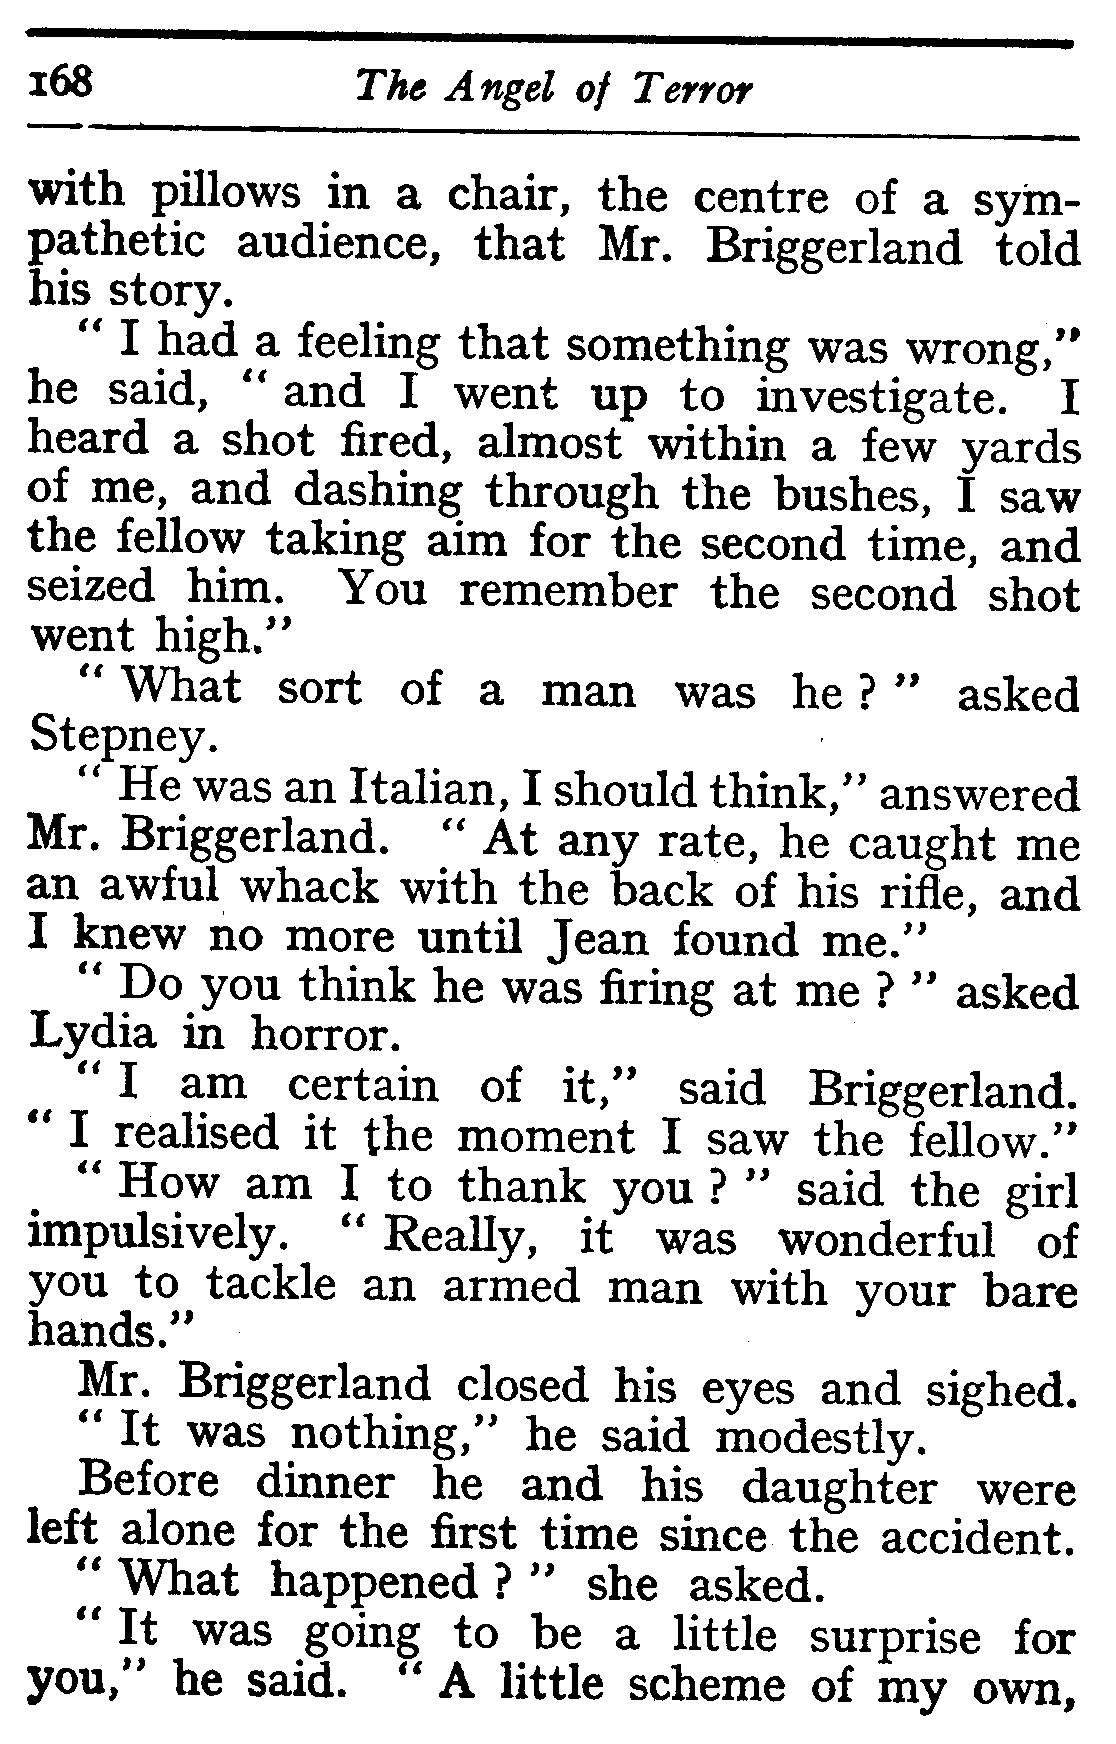 168 The Angel of Terror
with pillows in a chair, the centre of a sym-
pathetic audience, that Mr. Briggerland told
his story.
“ I had a feeling that something was wrong,”
he said, “ and I went up to investigate. I
heard a shot fired, almost within a few yards
of me, and dashing through the bushes, I saw
the fellow taking aim for the second time, and
seized him. You remember the second shot
went high.”
“ What sort of a man was he ? ” asked
Stepney.
“ He was an Italian, I should think,” answered
Mr. Briggerland. “ At any rate, he caught me
an awful whack with the back of his rifle, and
I knew no more until Jean found me.”
“ Do you think he was firing at me ? ” asked
Lydia in horror.
“ I am certain of it,” said Briggerland.
“ I realised it the moment I saw the fellow.”
“ How am I to thank you ? ” said the girl
impulsively. “ Really, it was wonderful of
you to tackle an armed man with your bare
hands.”
Mr. Briggerland closed his eyes and sighed.
“ It was nothing,” he said modestly.
Before dinner he and his daughter were
left alone for the first time since the accident.
“ What happened ? ” she asked.
“ It was going to be a little surprise for
you,” he said. “ A little scheme of my own,